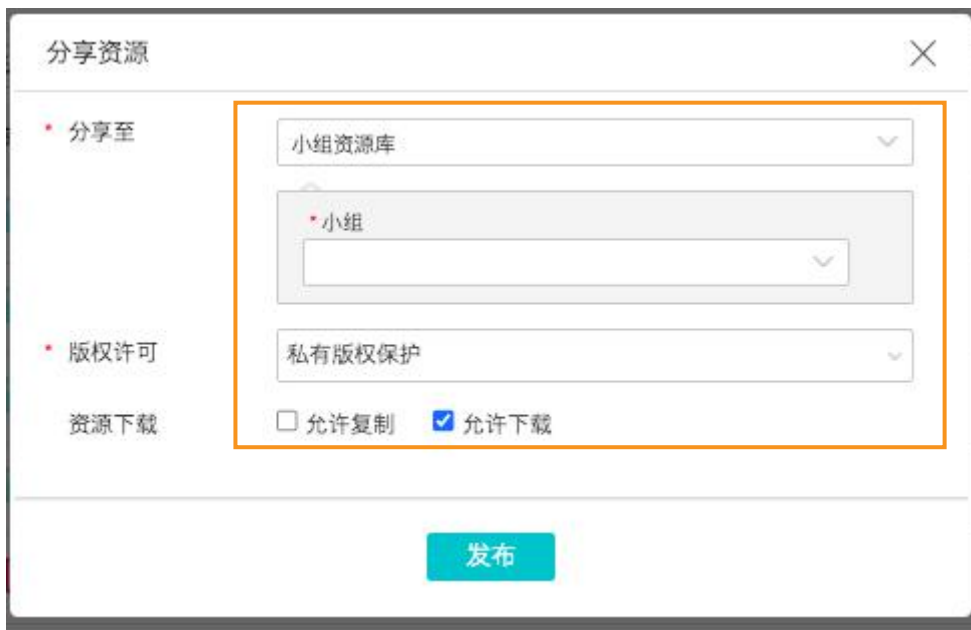 分享资源
* 分享至
小组资源库
* 小组
* 版权许可
私有版权保护
资源下载
允许复制 允许下载
发布